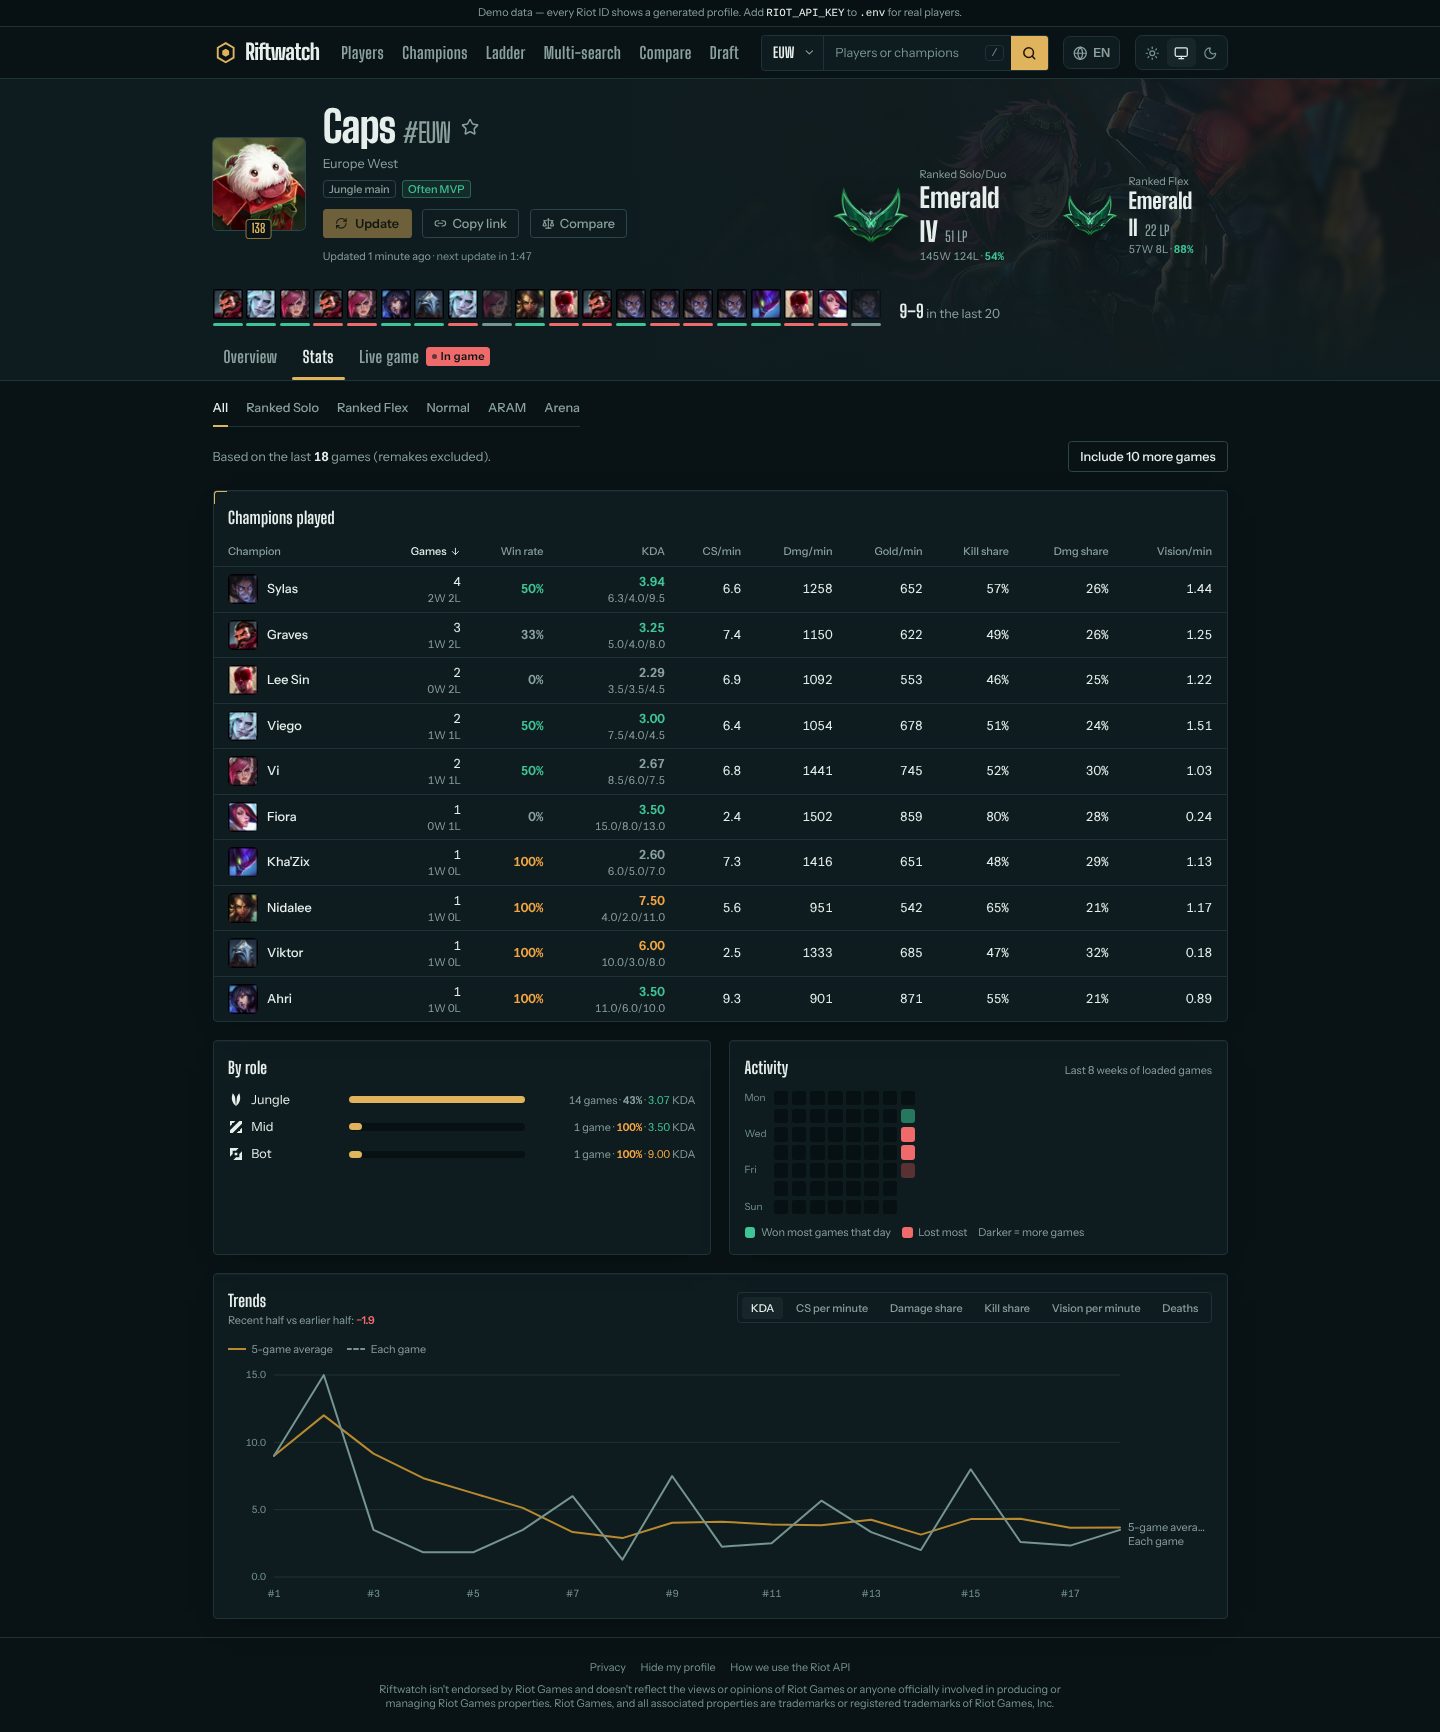 Demo data — every Riot ID shows a generated profile. Add RIOT_API_KEY to .env for real players.
Riftwatch Players Champions Ladder Multi-search Compare Draft EUW Players or champions / EN
Caps #EUW
Europe West
Jungle main Often MVP
Update Copy link Compare
Updated 1 minute ago · next update in 1:47
138
Ranked Solo/Duo
Emerald
IV 51 LP
145W 124L · 54%
Ranked Flex
Emerald
II 22 LP
57W 8L · 88%
9–9 in the last 20
Overview Stats Live game In game
All Ranked Solo Ranked Flex Normal ARAM Arena
Based on the last 18 games (remakes excluded). Include 10 more games
Champions played
Champion Games ↓ Win rate KDA CS/min Dmg/min Gold/min Kill share Dmg share Vision/min
Sylas 4 50% 3.94 6.6 1258 652 57% 26% 1.44
2W 2L 6.3/4.0/9.5
Graves 3 33% 3.25 7.4 1150 622 49% 26% 1.25
1W 2L 5.0/4.0/8.0
Lee Sin 2 0% 2.29 6.9 1092 553 46% 25% 1.22
0W 2L 3.5/3.5/4.5
Viego 2 50% 3.00 6.4 1054 678 51% 24% 1.51
1W 1L 7.5/4.0/4.5
Vi 2 50% 2.67 6.8 1441 745 52% 30% 1.03
1W 1L 8.5/6.0/7.5
Fiora 1 0% 3.50 2.4 1502 859 80% 28% 0.24
0W 1L 15.0/8.0/13.0
Kha'Zix 1 100% 2.60 7.3 1416 651 48% 29% 1.13
1W 0L 6.0/5.0/7.0
Nidalee 1 100% 7.50 5.6 951 542 65% 21% 1.17
1W 0L 4.0/2.0/11.0
Viktor 1 100% 6.00 2.5 1333 685 47% 32% 0.18
1W 0L 10.0/3.0/8.0
Ahri 1 100% 3.50 9.3 901 871 55% 21% 0.89
1W 0L 11.0/6.0/10.0
By role
Jungle 14 games · 43% · 3.07 KDA
Mid 1 game · 100% · 3.50 KDA
Bot 1 game · 100% · 9.00 KDA
Activity Last 8 weeks of loaded games
Mon
Wed
Fri
Sun
Won most games that day Lost most Darker = more games
Trends
Recent half vs earlier half: −1.9
KDA CS per minute Damage share Kill share Vision per minute Deaths
5-game average Each game
15.0
10.0
5.0
0.0
5-game avera...
Each game
#1 #3 #5 #7 #9 #11 #13 #15 #17
Privacy Hide my profile How we use the Riot API
Riftwatch isn't endorsed by Riot Games and doesn't reflect the views or opinions of Riot Games or anyone officially involved in producing or
managing Riot Games properties. Riot Games, and all associated properties are trademarks or registered trademarks of Riot Games, Inc.